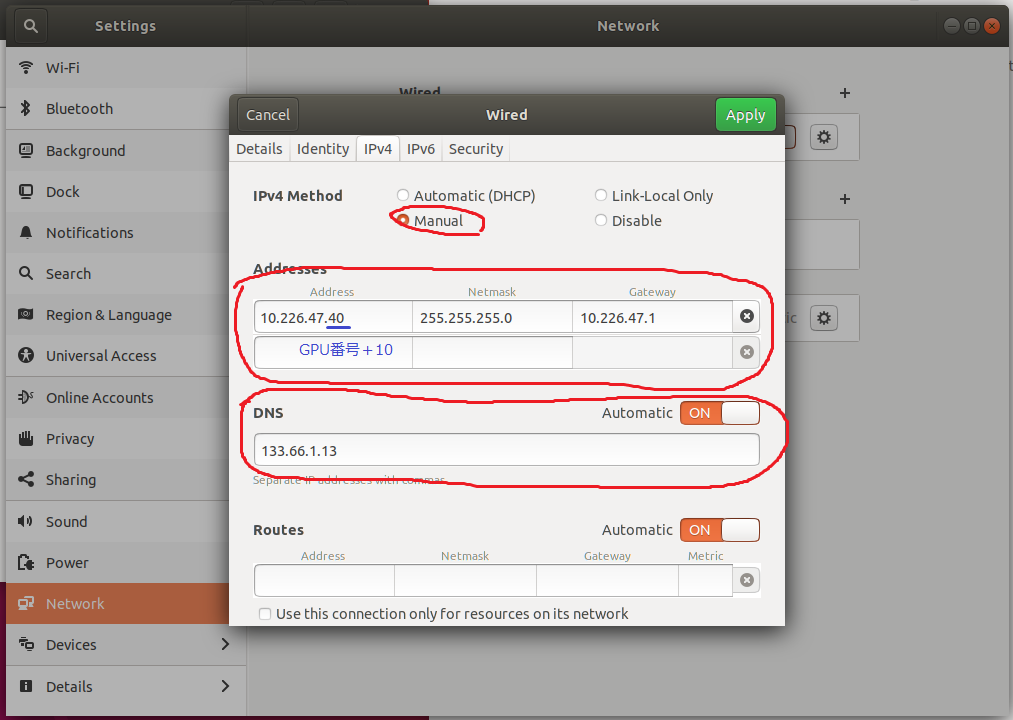 Settings
Network
Wi-Fi
Bluetooth
Background
Dock
Notifications
Search
Region & Language
Universal Access
Online Accounts
Privacy
Sharing
Sound
Power
Network
Devices
Details
Wired
Cancel
Wired
Apply
Details Identity IPv4 IPv6 Security
IPv4 Method
Automatic (DHCP) Link-Local Only
Manual Disable
Addresses
Address Netmask Gateway
10.226.47.40 255.255.255.0 10.226.47.1
GPU番号+10
DNS Automatic ON
133.66.1.13
Separate IP addresses with commas
Routes Automatic ON
Address Netmask Gateway Metric
Use this connection only for resources on its network